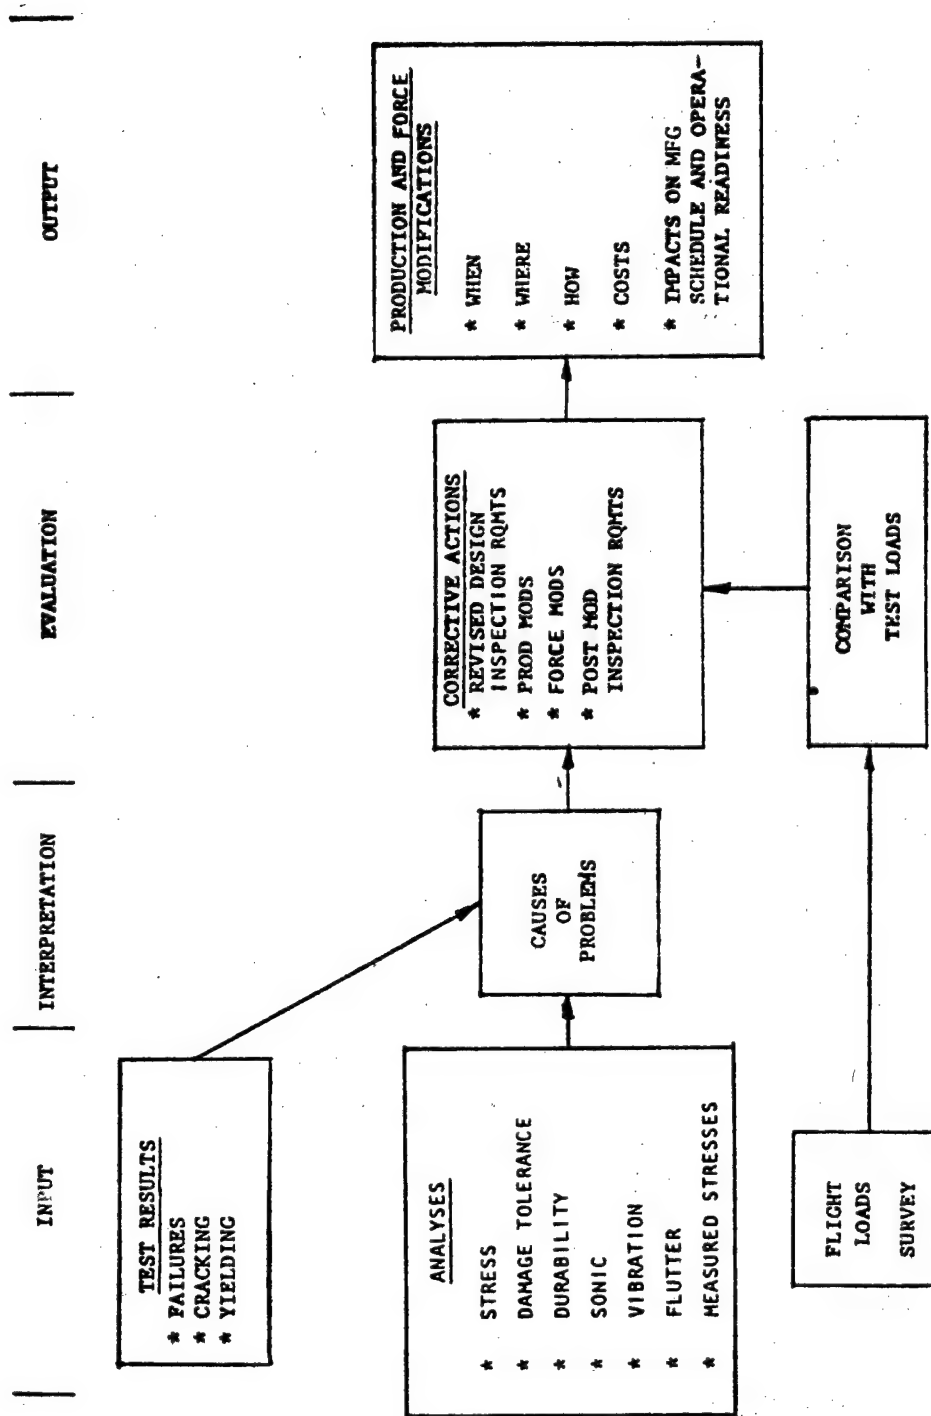 INPUT
INTERPRETATION
EVALUATION
OUTPUT
TEST RESULTS
* FAILURES
* CRACKING
* YIELDING
ANALYSES
* STRESS
* DAMAGE TOLERANCE
* DURABILITY
* SONIC
* VIBRATION
* FLUTTER
* MEASURED STRESSES
FLIGHT
LOADS
SURVEY
CAUSES
OF
PROBLEMS
CORRECTIVE ACTIONS
* REVISED DESIGN
INSPECTION RQMTS
* PROD MODS
* FORCE MODS
* POST MOD
INSPECTION RQMTS
COMPARISON
WITH
TEST LOADS
PRODUCTION AND FORCE
MODIFICATIONS
* WHEN
* WHERE
* HOW
* COSTS
* IMPACTS ON MFG
SCHEDULE AND OPERA-
TIONAL READINESS